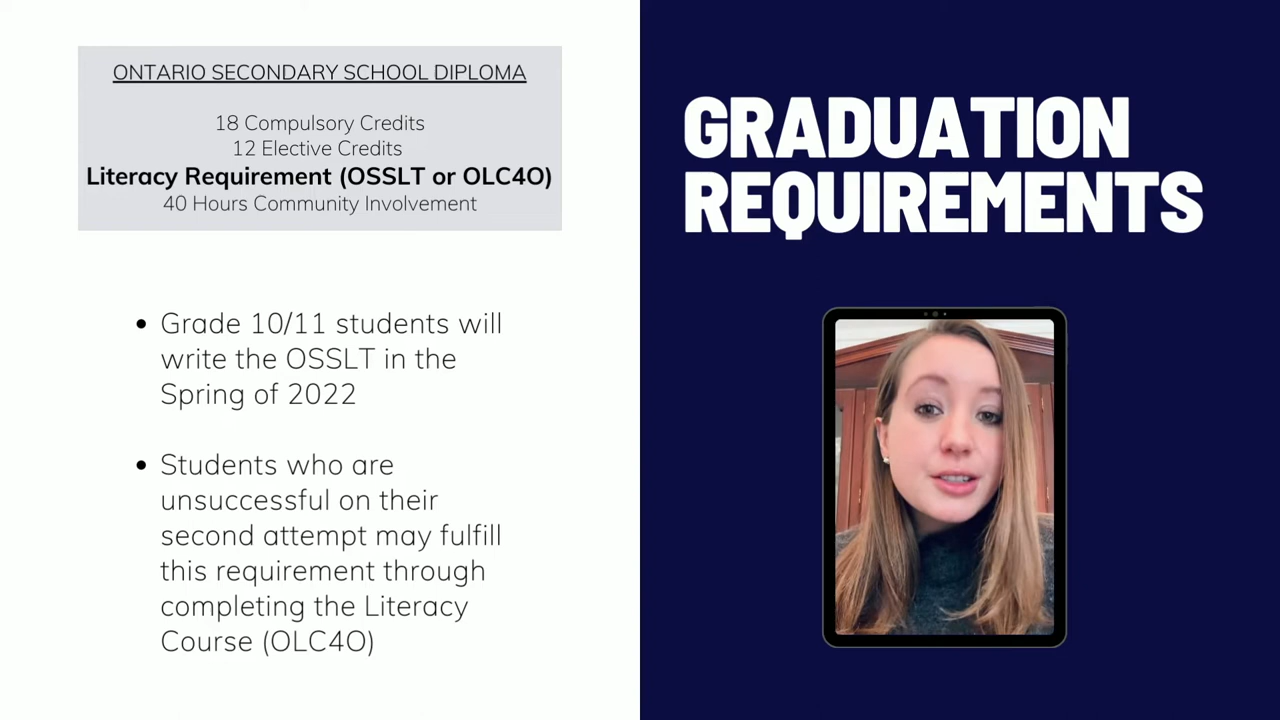 ONTARIO SECONDARY SCHOOL DIPLOMA
18 Compulsory Credits
12 Elective Credits
Literacy Requirement (OSSLT or OLC4O)
40 Hours Community Involvement
• Grade 10/11 students will
write the OSSLT in the
Spring of 2022
• Students who are
unsuccessful on their
second attempt may fulfill
this requirement through
completing the Literacy
Course (OLC4O)
GRADUATION
REQUIREMENTS